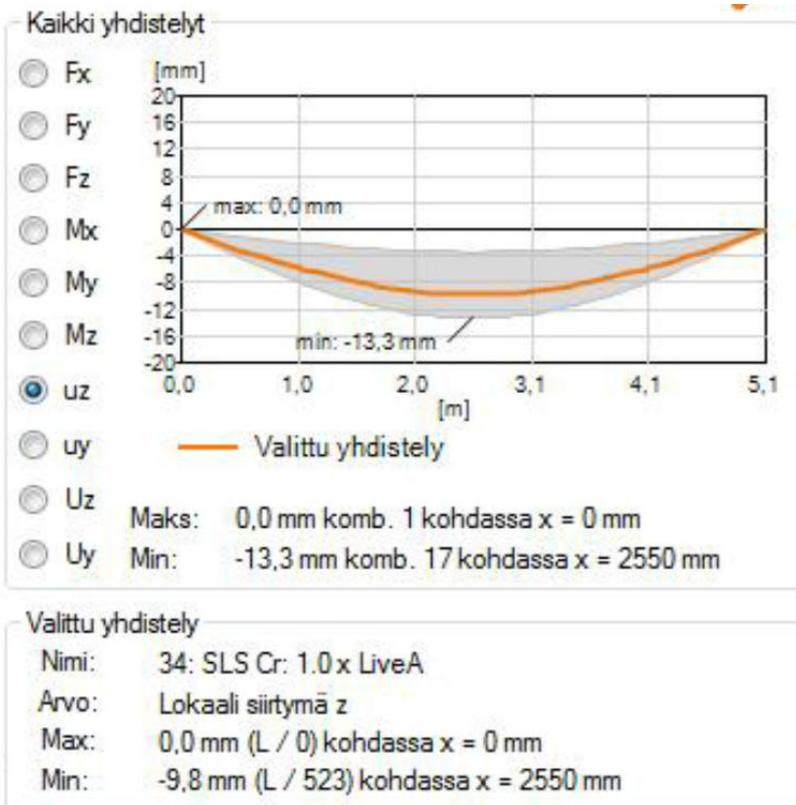 Kaikki yhdistelyt
Fx
Fy
Fz
Mx
My
Mz
uz
uy
Uz
Uy
[mm]
20
16
12
8
4
0
-4
-8
-12
-16
-20
max: 0,0 mm
min: -13,3 mm
0,0 1,0 2,0 3,1 4,1 5,1
[m]
Valittu yhdistely
Maks: 0,0 mm komb. 1 kohdassa x = 0 mm
Min: -13,3 mm komb. 17 kohdassa x = 2550 mm
Valittu yhdistely
Nimi: 34: SLS Cr: 1.0 x LiveA
Arvo: Lokaali siirtymä z
Max: 0,0 mm (L / 0) kohdassa x = 0 mm
Min: -9,8 mm (L / 523) kohdassa x = 2550 mm